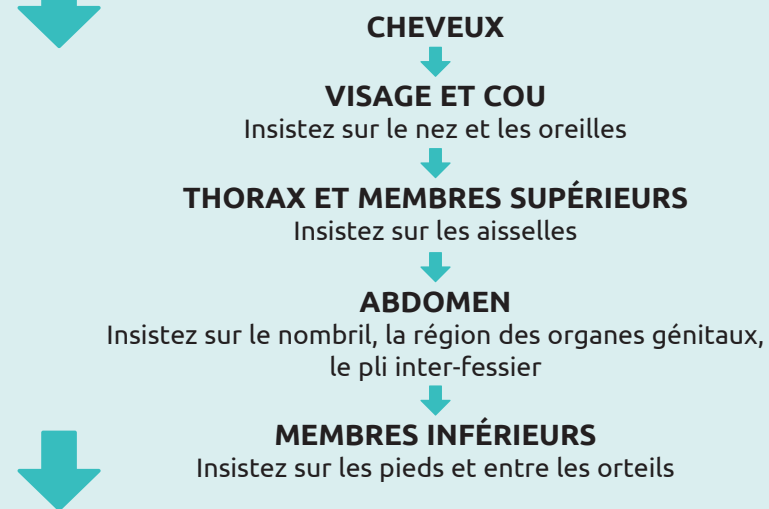 CHEVEUX
VISAGE ET COU
Insistez sur le nez et les oreilles
THORAX ET MEMBRES SUPÉRIEURS
Insistez sur les aisselles
ABDOMEN
Insistez sur le nombril, la région des organes génitaux,
le pli inter-fessier
MEMBRES INFÉRIEURS
Insistez sur les pieds et entre les orteils